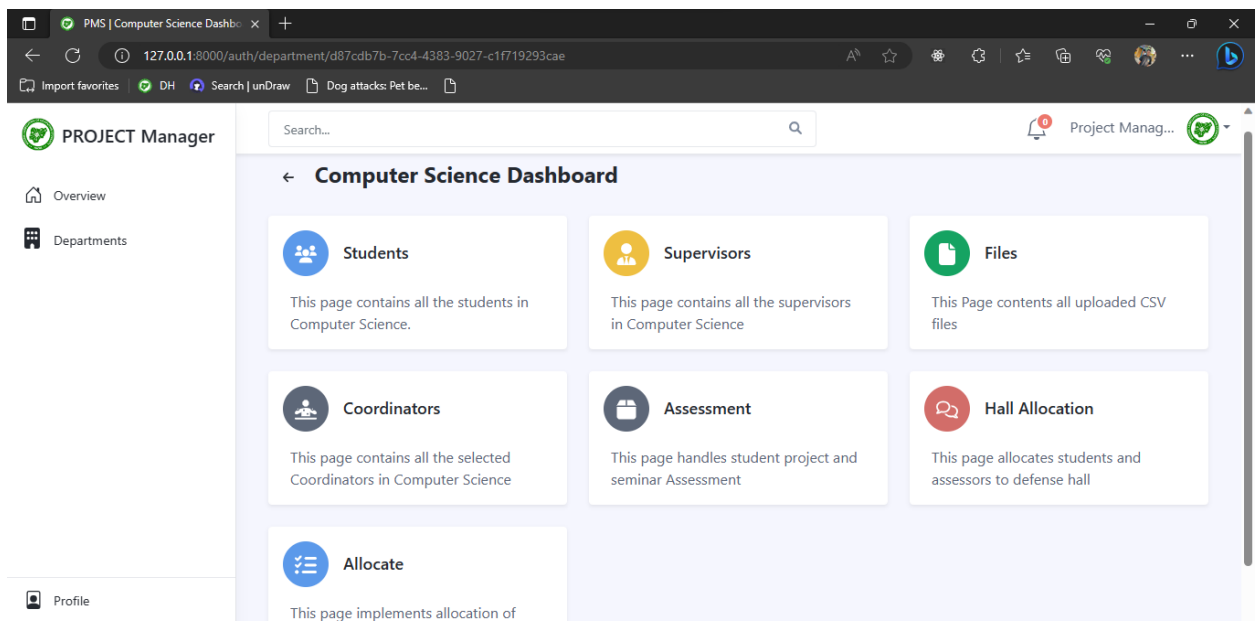 PMS | Computer Science Dashbo
127.0.0.1:8000/auth/department/d87cdb7b-7cc4-4383-9027-c1f719293cae
Import favorites DH Search | unDraw Dog attacks: Pet be...
PROJECT Manager
Search...
0
Project Manag...
Overview
Departments
Profile
Computer Science Dashboard
Students
This page contains all the students in
Computer Science.
Supervisors
This page contains all the supervisors
in Computer Science
Files
This Page contents all uploaded CSV
files
Coordinators
This page contains all the selected
Coordinators in Computer Science
Assessment
This page handles student project and
seminar Assessment
Hall Allocation
This page allocates students and
assessors to defense hall
Allocate
This page implements allocation of